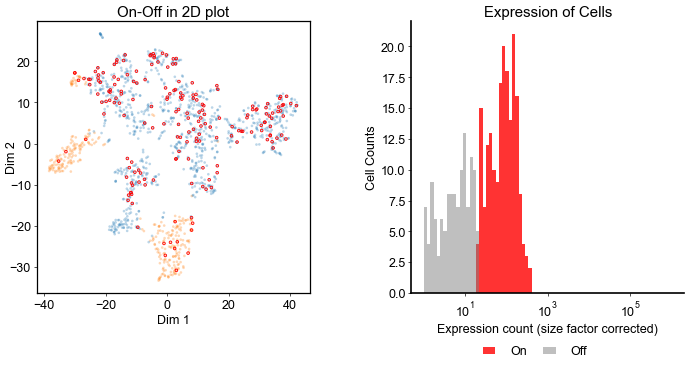 On-Off in 2D plot
20
10
0
−10
−20
−30
Dim 2
−40
−20
0
20
40
Dim 1
Expression of Cells
20.0
17.5
15.0
12.5
10.0
7.5
5.0
2.5
0.0
Cell Counts
10^1
10^3
10^5
Expression count (size factor corrected)
On
Off